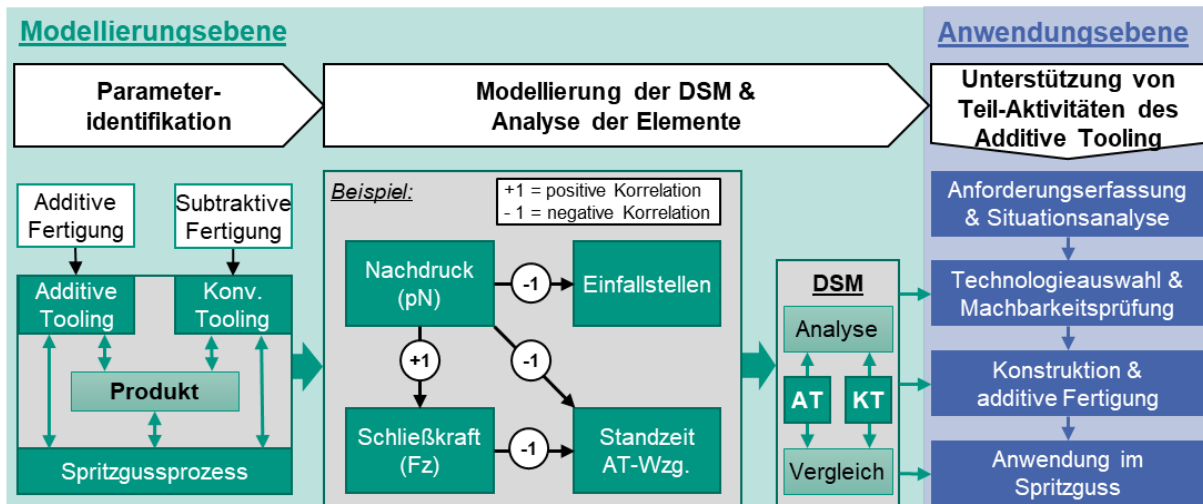 Modellierungsebene
Anwendungsebene
Parameter-
identifikation
Modellierung der DSM &
Analyse der Elemente
Unterstützung von
Teil-Aktivitäten des
Additive Tooling
Additive
Fertigung
Subtraktive
Fertigung
Additive
Tooling
Konv.
Tooling
Produkt
Spritzgussprozess
Beispiel:
+1 = positive Korrelation
- 1 = negative Korrelation
Nachdruck
(pN)
-1
Einfallstellen
+1
-1
Schließkraft
(Fz)
-1
Standzeit
AT-Wzg.
DSM
Analyse
AT
KT
Vergleich
Anforderungserfassung
& Situationsanalyse
Technologieauswahl &
Machbarkeitsprüfung
Konstruktion &
additive Fertigung
Anwendung im
Spritzguss